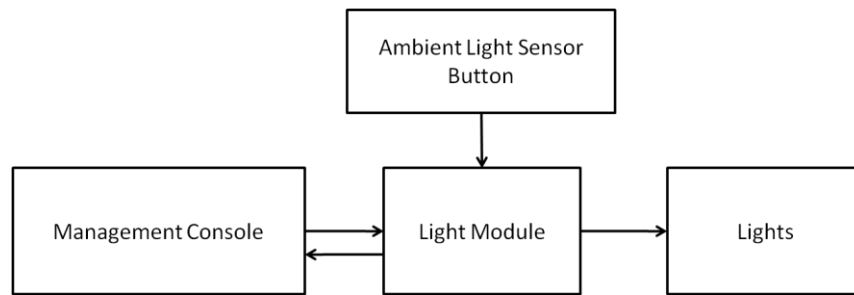 Ambient Light Sensor
Button
Management Console
Light Module
Lights